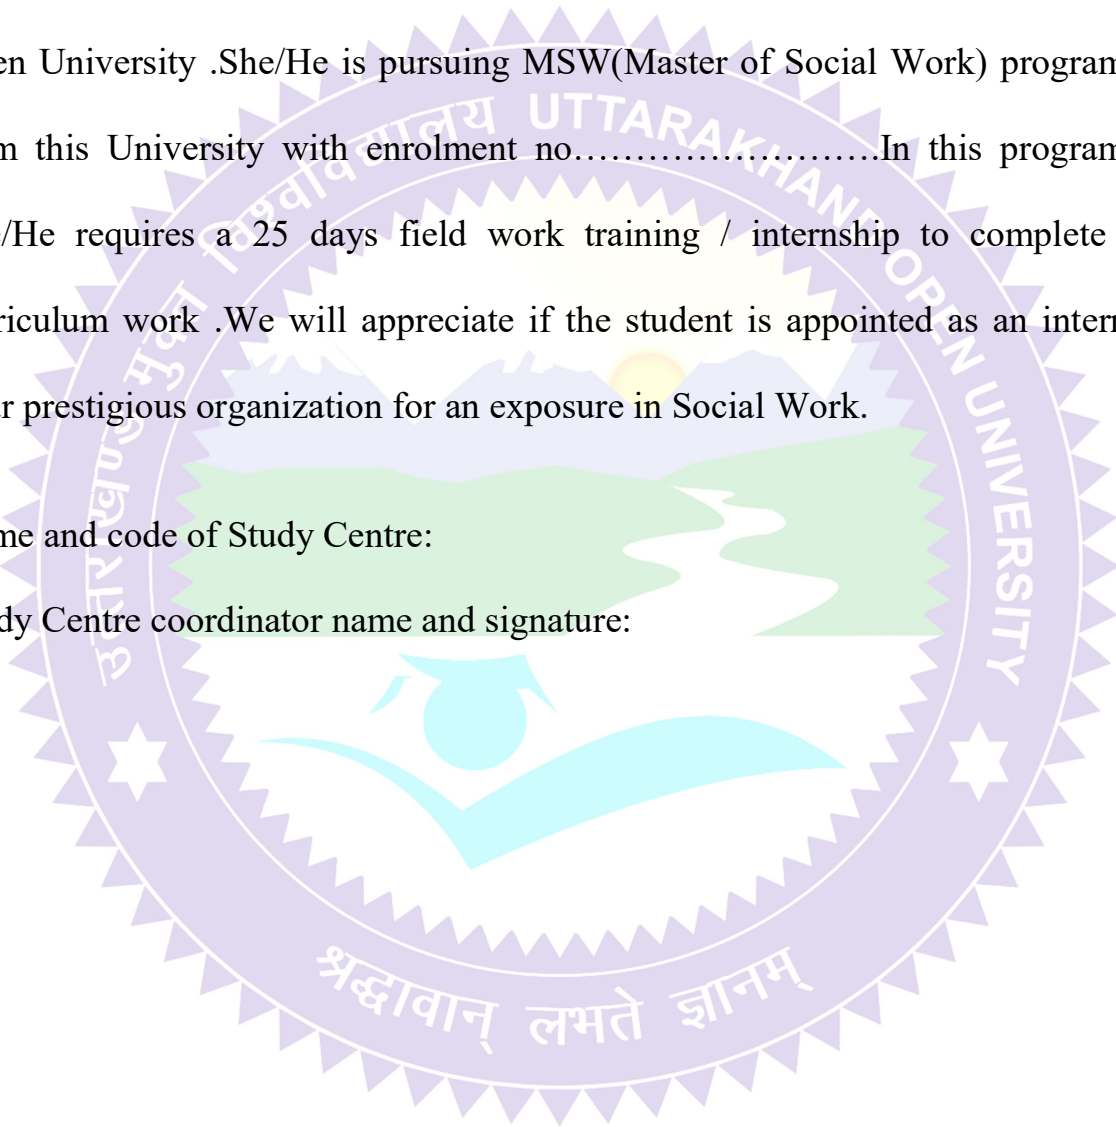 en University .She/He is pursuing MSW(Master of Social Work) program
m this University with enrolment no…………………….In this program
e/He requires a 25 days field work training / internship to complete
riculum work .We will appreciate if the student is appointed as an intern
ur prestigious organization for an exposure in Social Work.
me and code of Study Centre:
dy Centre coordinator name and signature:
उत्तराखण्ड मुक्त विश्वविद्यालय UTTARAKHAND OPEN UNIVERSITY
श्रद्धावान् लभते ज्ञानम्